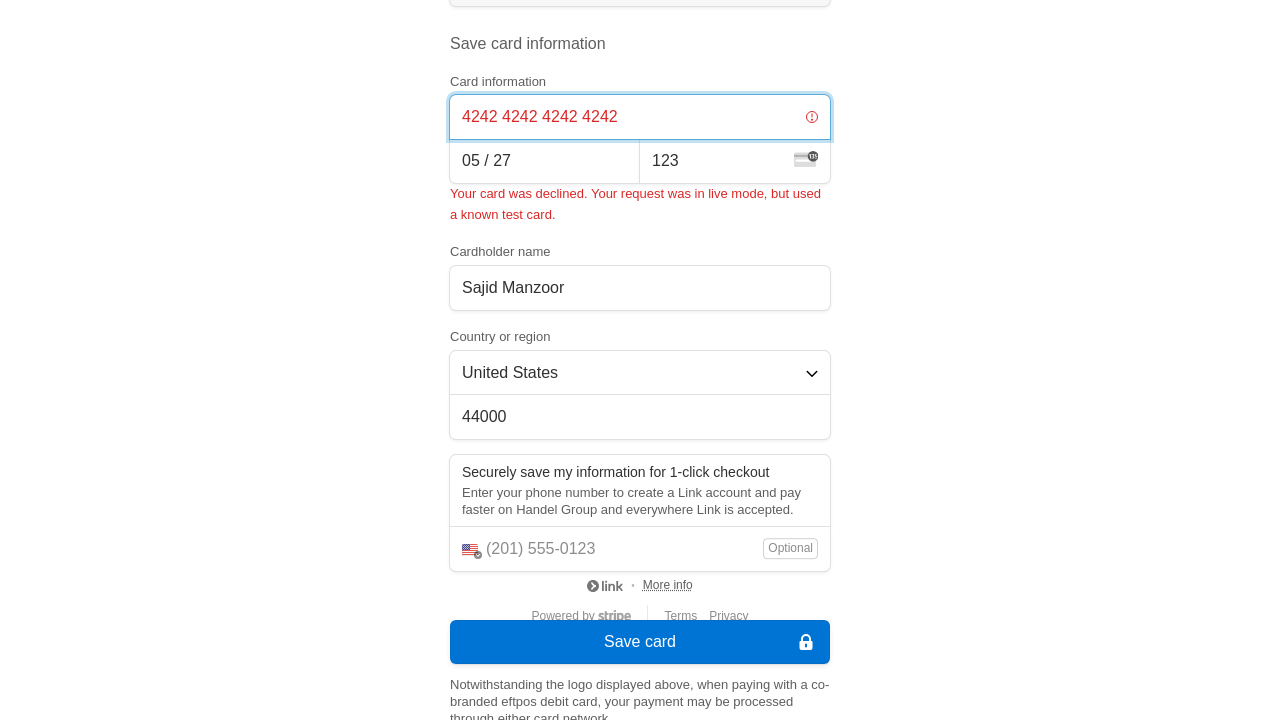 Save card information
Card information
4242 4242 4242 4242
05 / 27
123
Your card was declined. Your request was in live mode, but used
a known test card.
Cardholder name
Sajid Manzoor
Country or region
United States
44000
Securely save my information for 1-click checkout
Enter your phone number to create a Link account and pay
faster on Handel Group and everywhere Link is accepted.
(201) 555-0123
Optional
link • More info
Powered by stripe
Terms
Privacy
Save card
Notwithstanding the logo displayed above, when paying with a co-
branded eftpos debit card, your payment may be processed
through either card network.